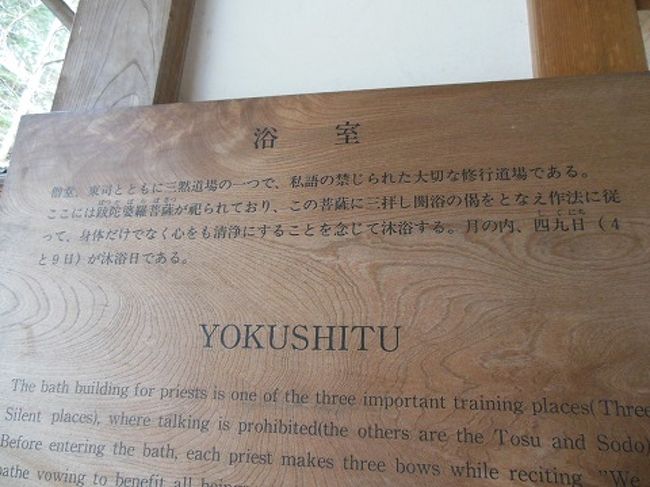 浴室
僧堂、東司とともに三黙道場の一つで、私語の禁じられた大切な修行道場である。
ここには跋陀婆羅菩薩が祀られており、この菩薩に三拝し開浴の偈をとなえ作法に従
って、身体だけでなく心をも清浄にすることを念じて沐浴する。月の内、四九日（4
と9日）が沐浴日である。
YOKUSHITU
The bath building for priests is one of the three important training places(Three
Silent places), where talking is prohibited(the others are the Tosu and Sodo)
Before entering the bath, each priest makes three bows while reciting, "We
bathe vowing to benefit all beings